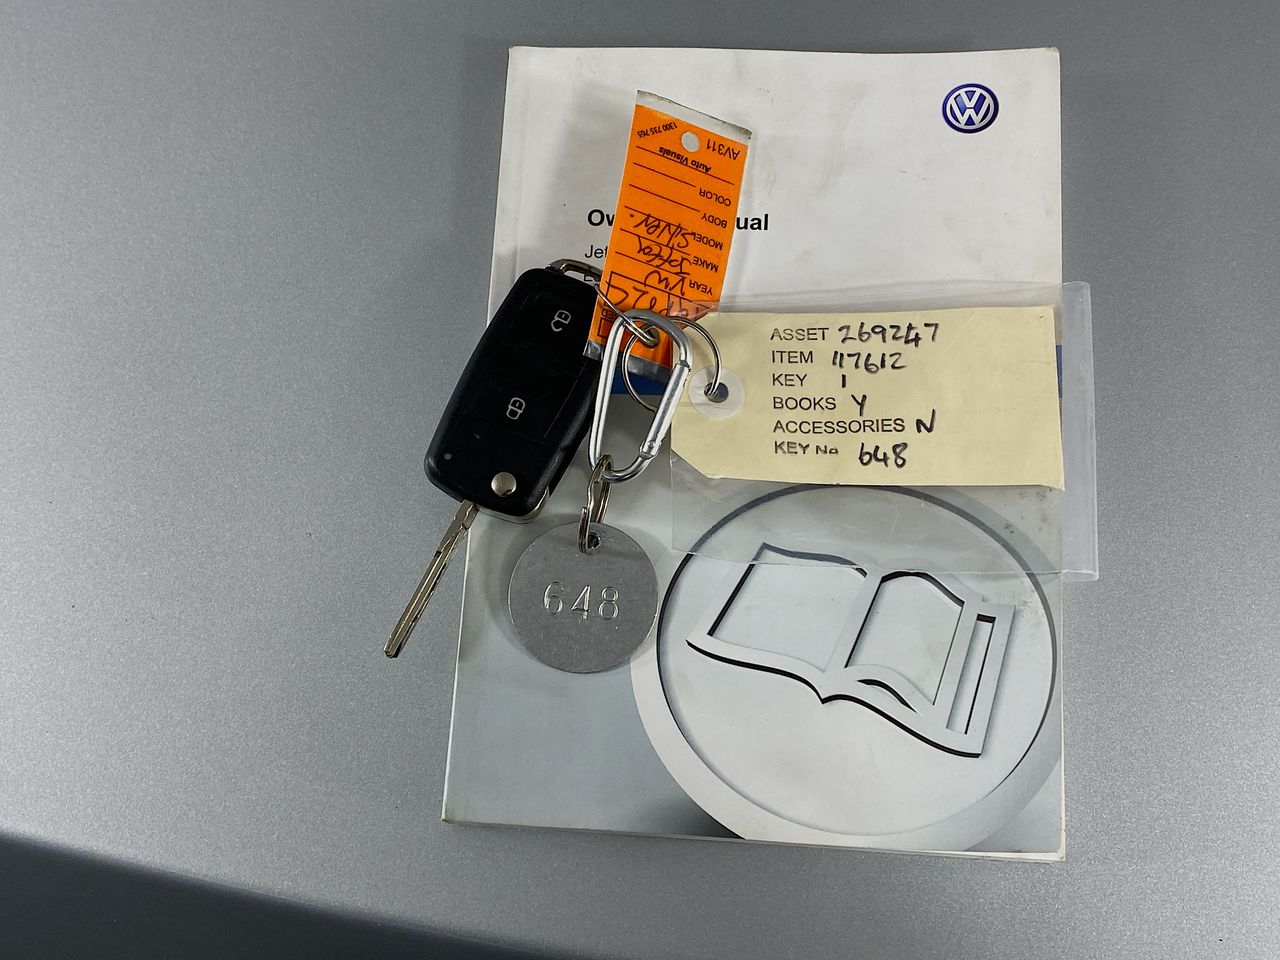 VW
1300 735 765
AV311
Auto Visuals
COLOR
BODY
MODEL Silver.
MAKE Jetta
YEAR VW
Ow ual
Jet
ASSET 269247
ITEM 117612
KEY 1
BOOKS Y
ACCESSORIES N
KEY No 648
648